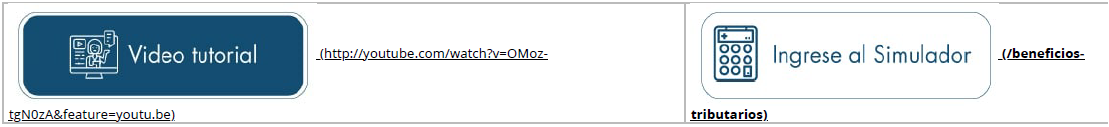 Video tutorial (http://youtube.com/watch?v=OMoz-
tgN0zA&feature=youtu.be)
Ingrese al Simulador (/beneficios-
tributarios)